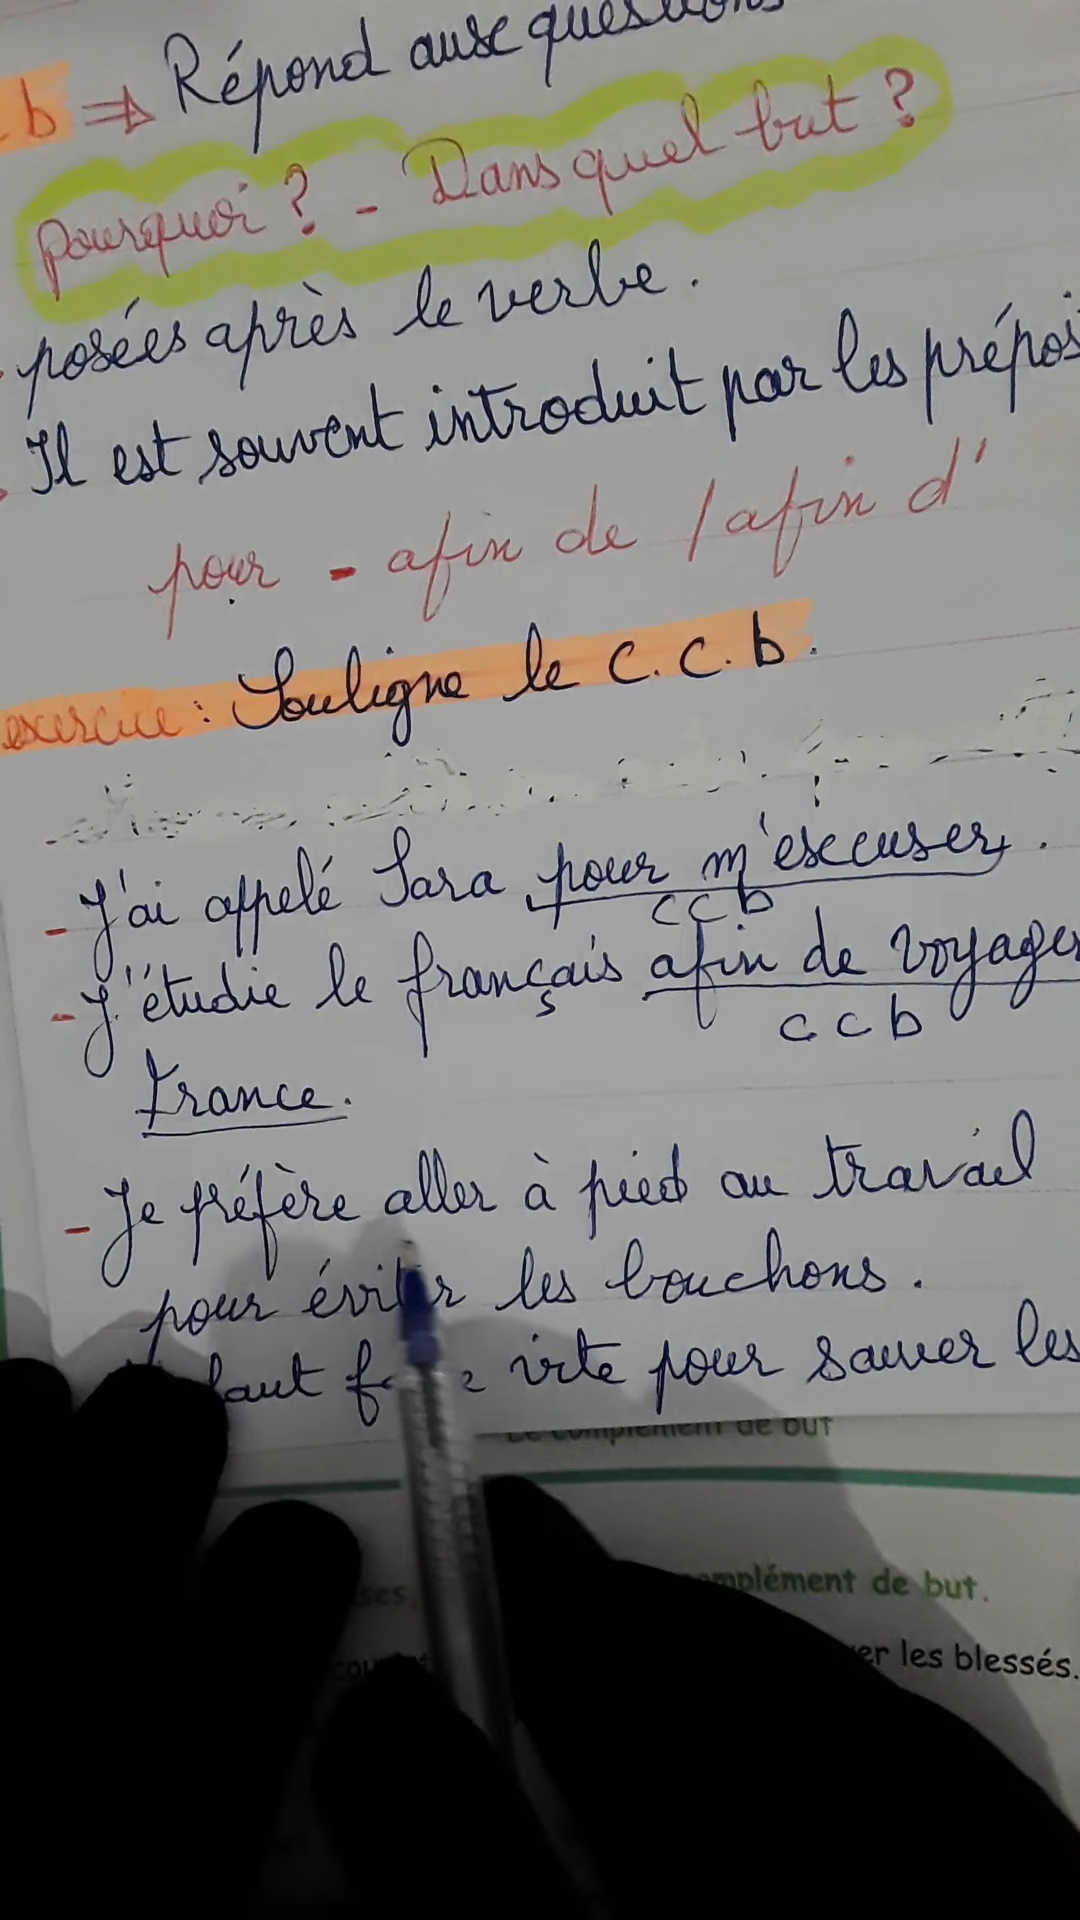 b ⇒ Répond aux questions
pourquoi ? - Dans quel but ?
posées après le verbe.
Il est souvent introduit par les prépos
pour - afin de / afin d'
exercice : Souligne le c.c.b.
- J'ai appelé Sara pour m'excuser.
ccb
- J'étudie le français afin de voyager
ccb
France.
- Je préfère aller à pied au travail
pour éviter les bouchons.
faut vite pour sauver les
Le complément de but
complément de but.
er les blessés.